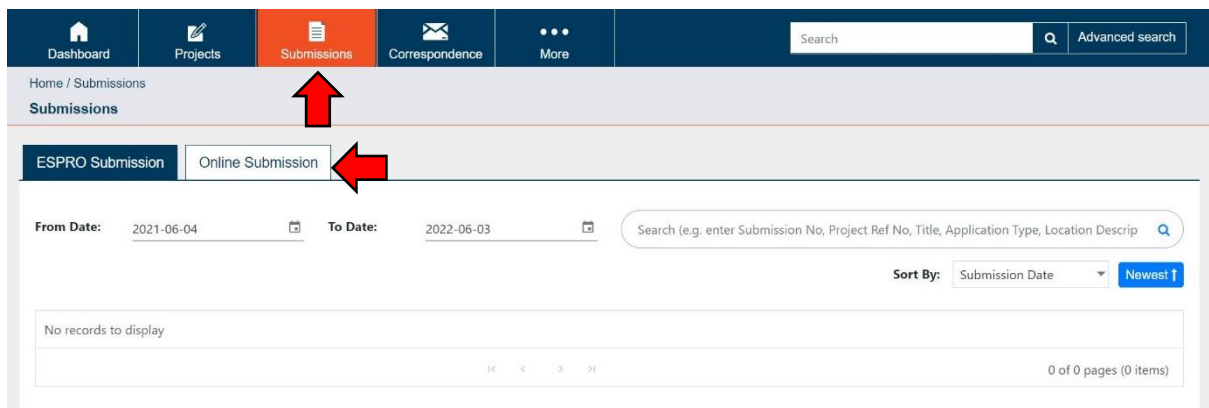 Dashboard Projects Submissions Correspondence More Search Advanced search
Home / Submissions
Submissions
ESPRO Submission Online Submission
From Date: 2021-06-04 To Date: 2022-06-03 Search (e.g. enter Submission No, Project Ref No, Title, Application Type, Location Descrip
Sort By: Submission Date Newest
No records to display
0 of 0 pages (0 items)